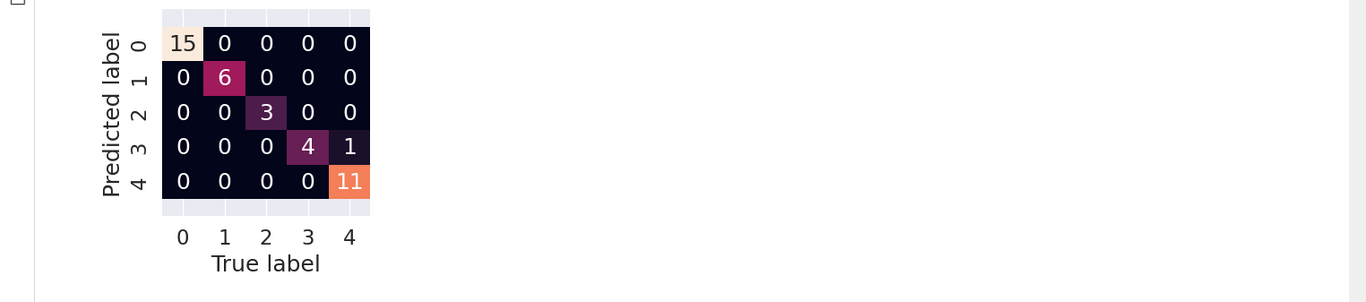 Predicted label
0 15 0 0 0 0
1 0 6 0 0 0
2 0 0 3 0 0
3 0 0 0 4 1
4 0 0 0 0 11
0 1 2 3 4
True label